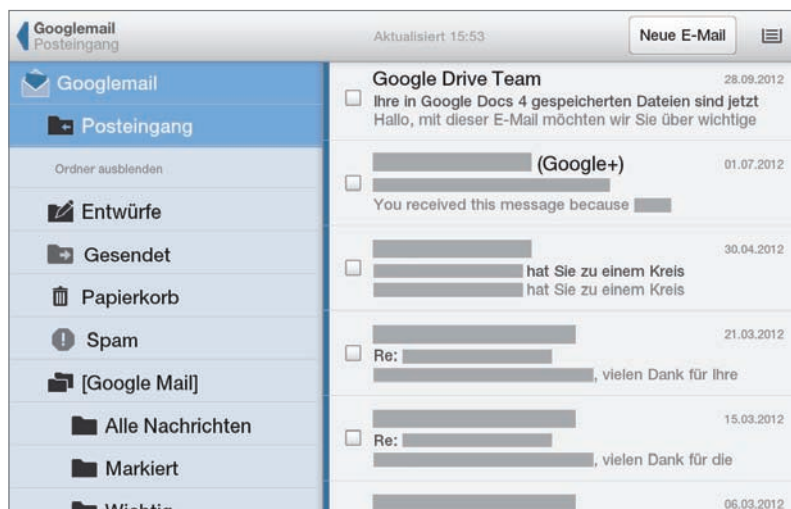 Googlemail
Posteingang
Aktualisiert 15:53
Neue E-Mail
Googlemail
Posteingang
Ordner ausblenden
Entwürfe
Gesendet
Papierkorb
Spam
[Google Mail]
Alle Nachrichten
Markiert
Wichtig
Google Drive Team 28.09.2012
Ihre in Google Docs 4 gespeicherten Dateien sind jetzt
Hallo, mit dieser E-Mail möchten wir Sie über wichtige
(Google+) 01.07.2012
You received this message because
30.04.2012
hat Sie zu einem Kreis
hat Sie zu einem Kreis
21.03.2012
Re:
, vielen Dank für Ihre
15.03.2012
Re:
, vielen Dank für die
06.03.2012